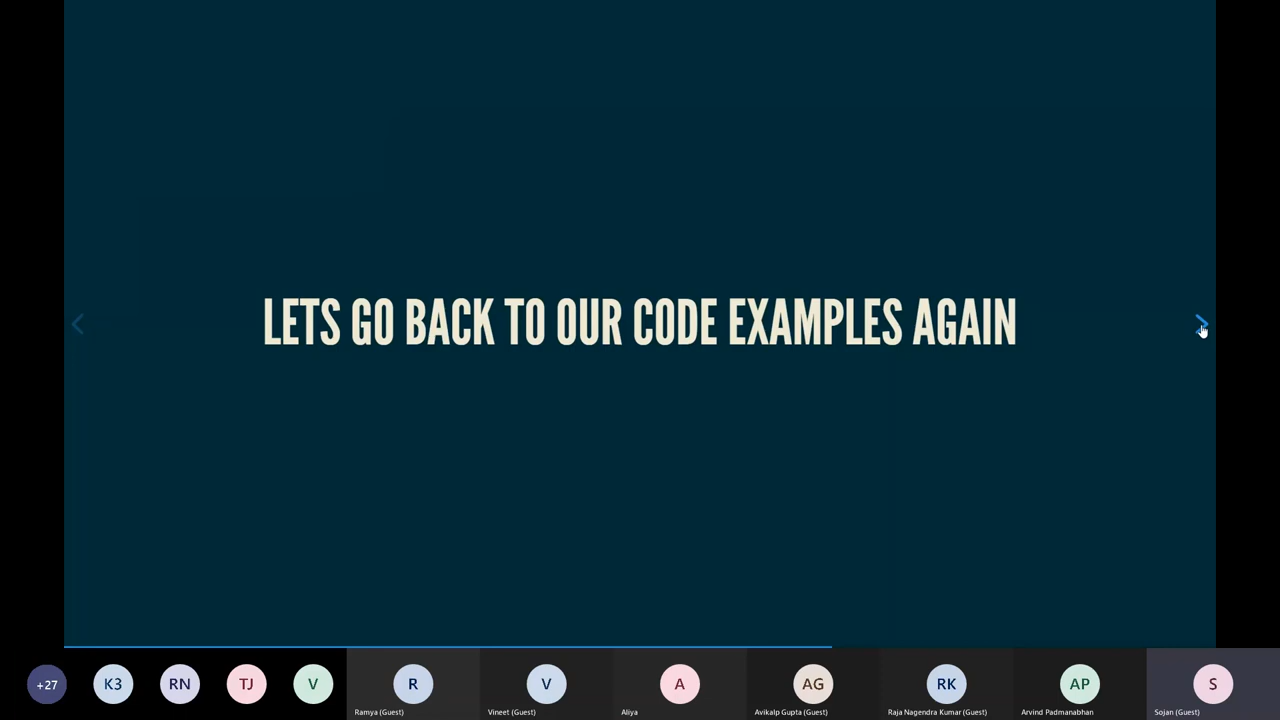 LETS GO BACK TO OUR CODE EXAMPLES AGAIN
+27
K3
RN
TJ
V
R
V
A
AG
RK
AP
S
Ramya (Guest)
Vineet (Guest)
Aliya
Avikalp Gupta (Guest)
Raja Nagendra Kumar (Guest)
Arvind Padmanabhan
Sojan (Guest)